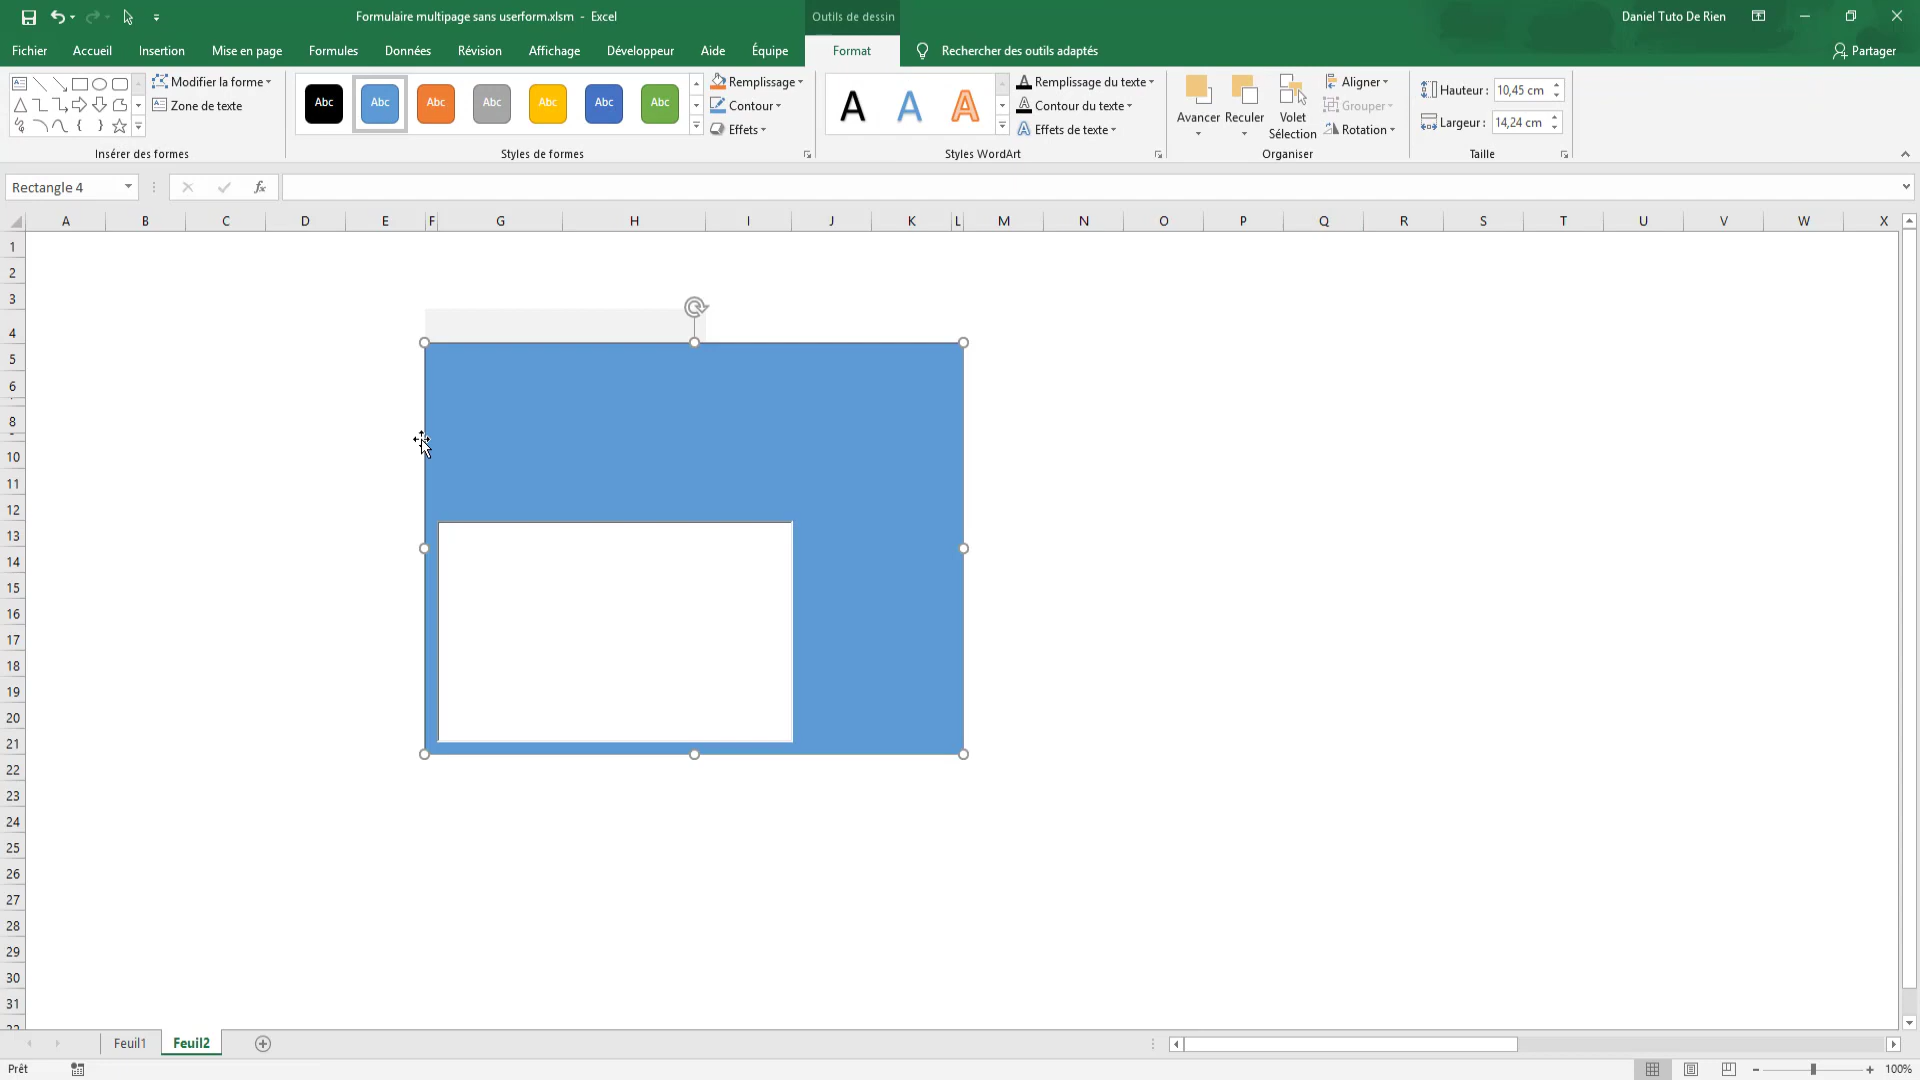 Formulaire multipage sans userform.xlsm - Excel
Outils de dessin
Daniel Tuto De Rien
Fichier Accueil Insertion Mise en page Formules Données Révision Affichage Développeur Aide Équipe Format Rechercher des outils adaptés Partager
Modifier la forme
Zone de texte
Insérer des formes
Abc Abc Abc Abc Abc Abc Abc
Remplissage
Contour
Effets
Styles de formes
A A A
Remplissage du texte
Contour du texte
Effets de texte
Styles WordArt
Avancer Reculer Volet Sélection
Aligner
Grouper
Rotation
Organiser
Hauteur : 10,45 cm
Largeur : 14,24 cm
Taille
Rectangle 4
fx
A B C D E F G H I J K L M N O P Q R S T U V W X
1
2
3
4
5
6
8
10
11
12
13
14
15
16
17
18
19
20
21
22
23
24
25
26
27
28
29
30
31
Feuil1 Feuil2
Prêt
100%